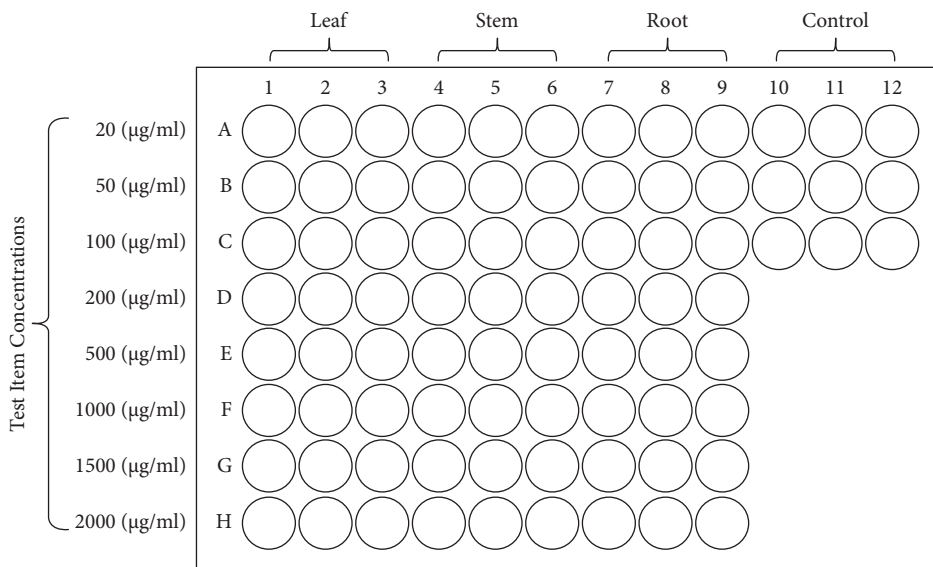 Leaf Stem Root Control
1 2 3 4 5 6 7 8 9 10 11 12
Test Item Concentrations
20 (μg/ml) A
50 (μg/ml) B
100 (μg/ml) C
200 (μg/ml) D
500 (μg/ml) E
1000 (μg/ml) F
1500 (μg/ml) G
2000 (μg/ml) H